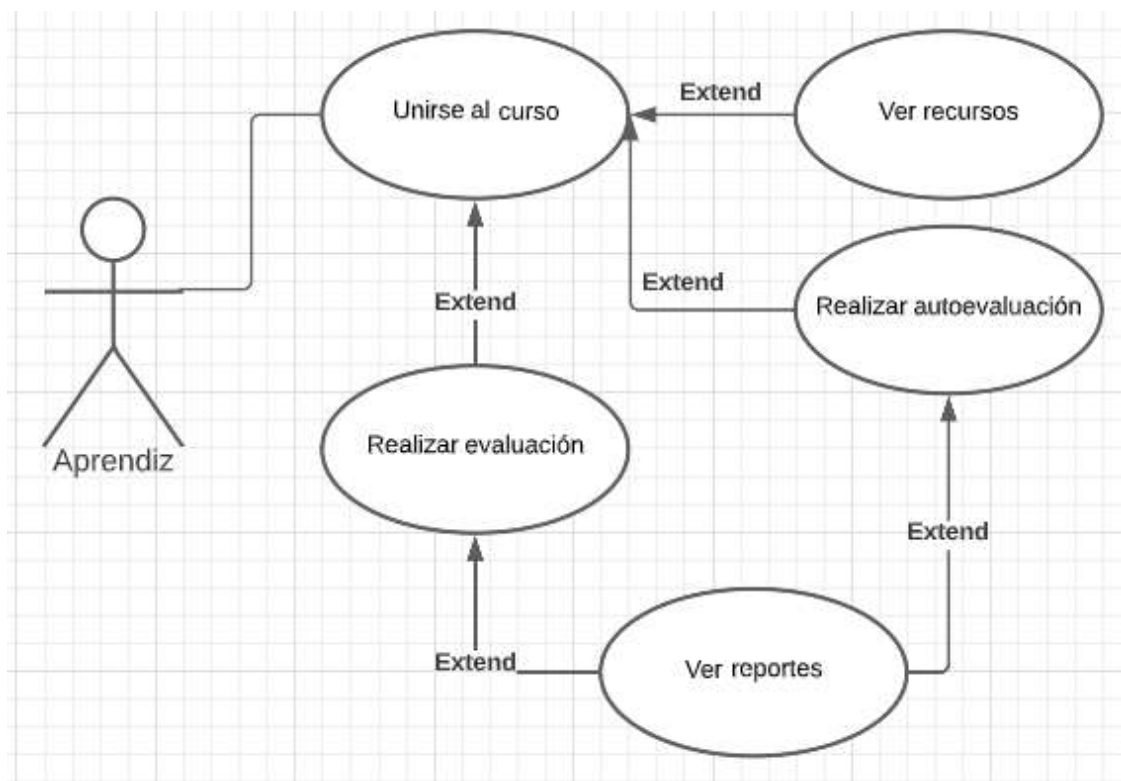 Unirse al curso
Extend
Ver recursos
Extend
Extend
Realizar autoevaluación
Aprendiz
Realizar evaluación
Extend
Extend
Ver reportes